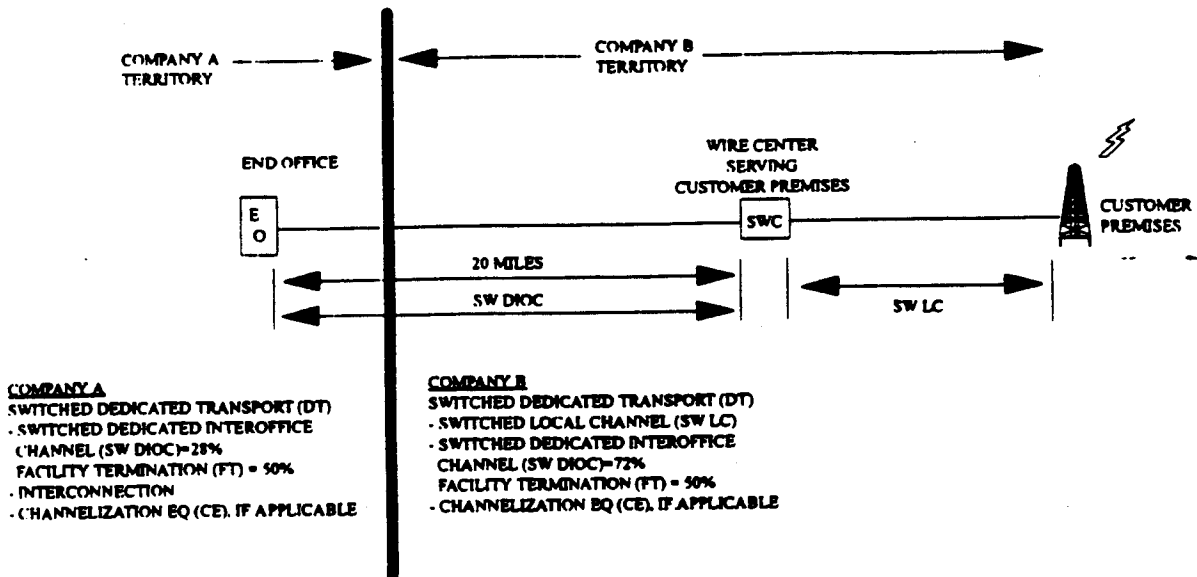 COMPANY A
TERRITORY
COMPANY B
TERRITORY
END OFFICE
WIRE CENTER
SERVING
CUSTOMER PREMISES
E
O
SWC
CUSTOMER
PREMISES
20 MILES
SW DIOC
SW LC
COMPANY A
SWITCHED DEDICATED TRANSPORT (DT)
- SWITCHED DEDICATED INTEROFFICE
CHANNEL (SW DIOC)=28%
FACILITY TERMINATION (FT) = 50%
- INTERCONNECTION
- CHANNELIZATION EQ (CE), IF APPLICABLE
COMPANY B
SWITCHED DEDICATED TRANSPORT (DT)
- SWITCHED LOCAL CHANNEL (SW LC)
- SWITCHED DEDICATED INTEROFFICE
CHANNEL (SW DIOC)=72%
FACILITY TERMINATION (FT) = 50%
- CHANNELIZATION EQ (CE), IF APPLICABLE